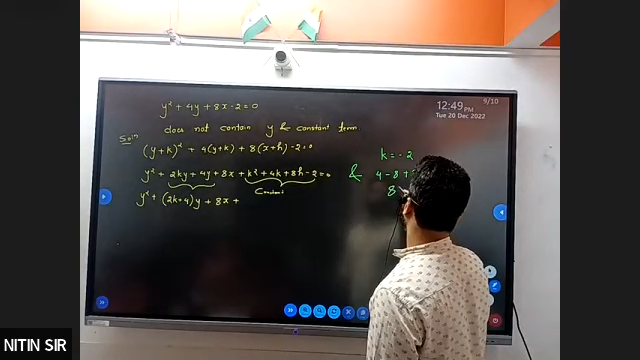 y² + 4y + 8x - 2 = 0
9/10
12:49 PM
Tue 20 Dec 2022
does not contain y & constant term.
Solⁿ
(y+k)² + 4(y+k) + 8(x+h) - 2 = 0
y² + 2ky + 4y + 8x + k² + 4k + 8h - 2 = 0
Constant
y² + (2k+4)y + 8x +
k = -2
& 4 - 8 +
8
NITIN SIR